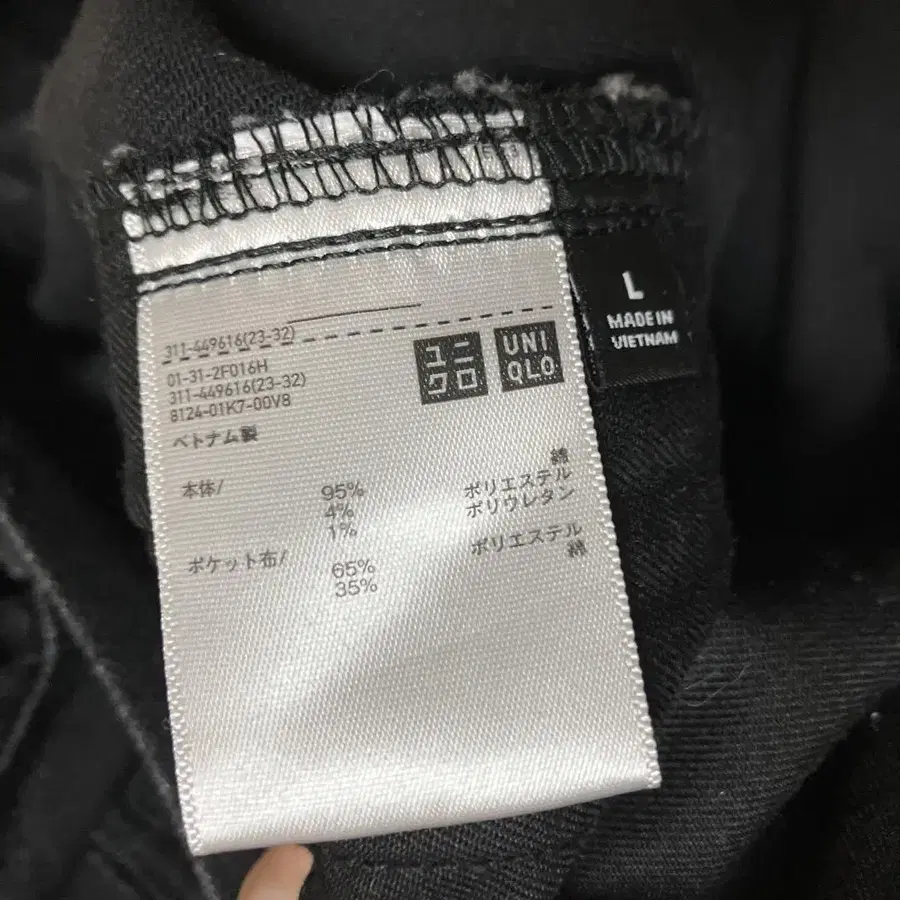 311-449616(23-32)
01-31-2F016H
311-449616(23-32)
8124-01K7-00V8
ベトナム製
ユニ
クロ
UNI
QLO
L
MADE IN
VIETNAM
本体/ 95% 綿
4% ポリエステル
1% ポリウレタン
ポケット布/ 65% ポリエステル
35% 綿